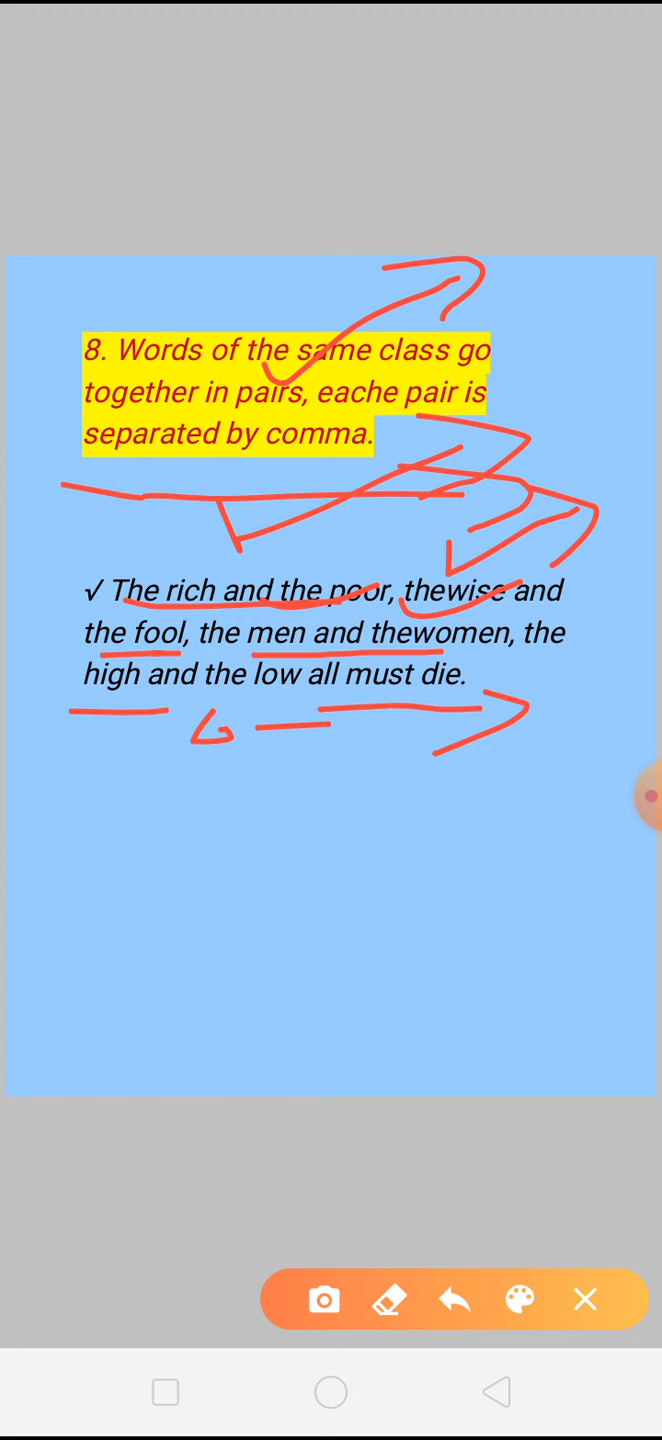 8. Words of the same class go
together in pairs, eache pair is
separated by comma.
√ The rich and the poor, thewise and
the fool, the men and thewomen, the
high and the low all must die.